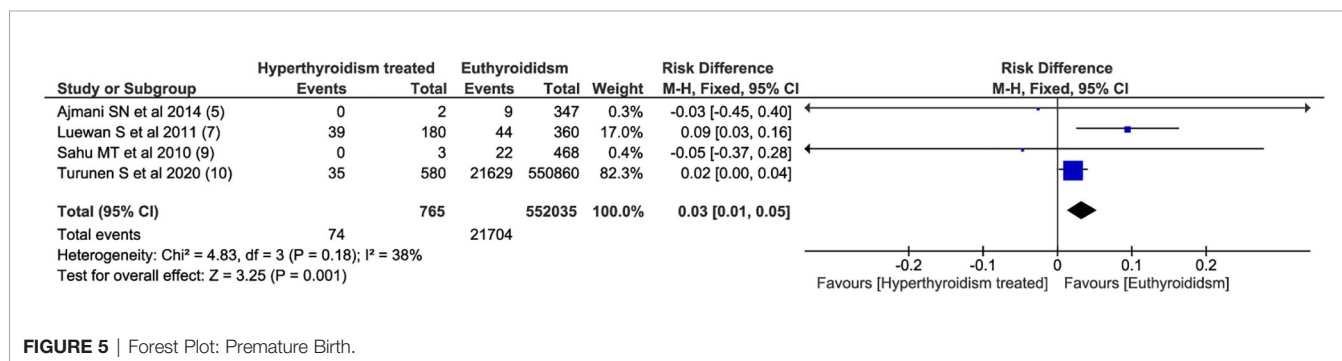 Hyperthyroidism treated Euthyroididsm Risk Difference Risk Difference
Study or Subgroup Events Total Events Total Weight M-H, Fixed, 95% CI M-H, Fixed, 95% CI
Ajmani SN et al 2014 (5) 0 2 9 347 0.3% -0.03 [-0.45, 0.40]
Luewan S et al 2011 (7) 39 180 44 360 17.0% 0.09 [0.03, 0.16]
Sahu MT et al 2010 (9) 0 3 22 468 0.4% -0.05 [-0.37, 0.28]
Turunen S et al 2020 (10) 35 580 21629 550860 82.3% 0.02 [0.00, 0.04]
Total (95% CI) 765 552035 100.0% 0.03 [0.01, 0.05]
Total events 74 21704
Heterogeneity: Chi² = 4.83, df = 3 (P = 0.18); I² = 38%
Test for overall effect: Z = 3.25 (P = 0.001)
-0.2 -0.1 0 0.1 0.2
Favours [Hyperthyroidism treated] Favours [Euthyroididsm]
FIGURE 5 | Forest Plot: Premature Birth.